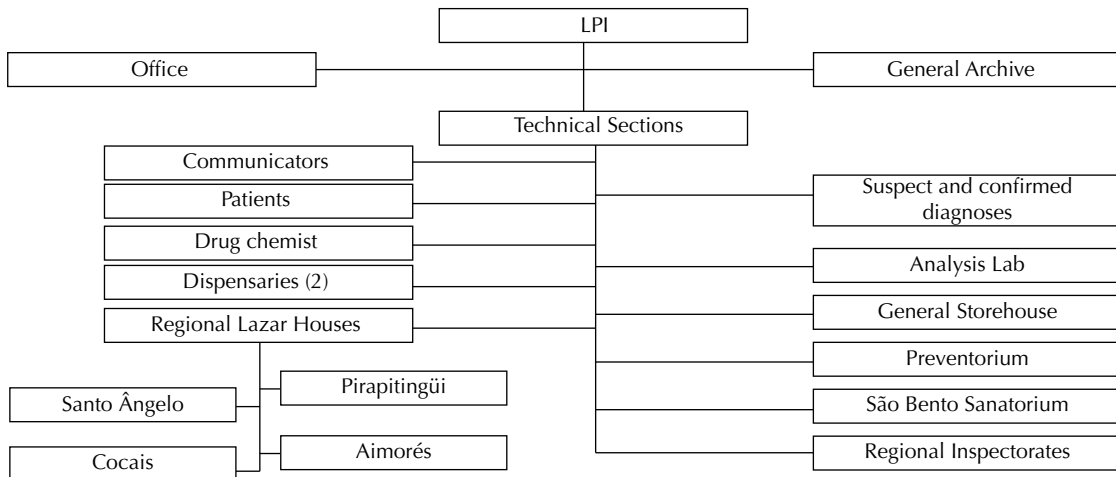 LPI
Office
General Archive
Technical Sections
Communicators
Patients
Suspect and confirmed
diagnoses
Drug chemist
Analysis Lab
Dispensaries (2)
General Storehouse
Regional Lazar Houses
Preventorium
Pirapitingüi
Santo Ângelo
São Bento Sanatorium
Aimorés
Regional Inspectorates
Cocais